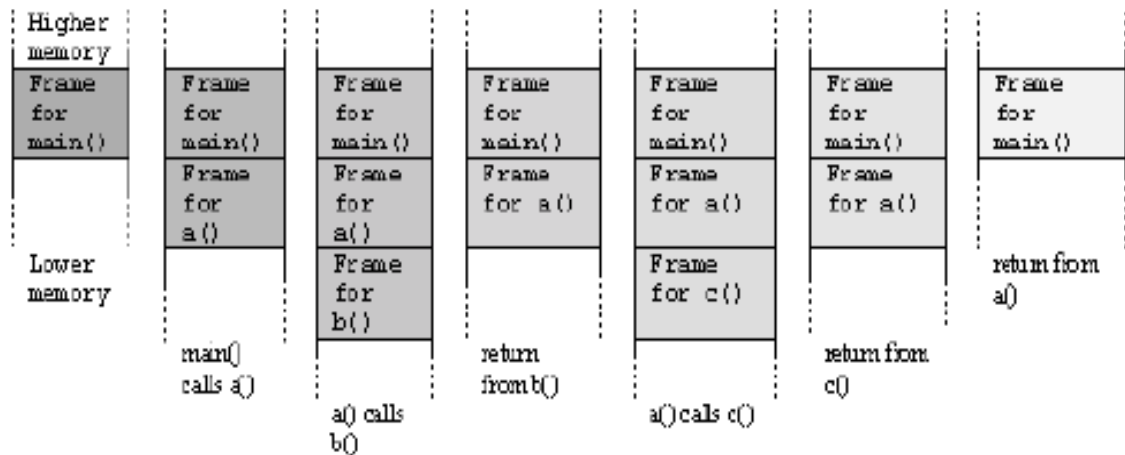 Higher
memory
Frame
for
main()
Lower
memory
Frame
for
main()
Frame
for
a()
main()
calls a()
Frame
for
main()
Frame
for
a()
Frame
for
b()
a() calls
b()
Frame
for
main()
Frame
for a()
return
from b()
Frame
for
main()
Frame
for a()
Frame
for c()
a() calls c()
Frame
for
main()
Frame
for a()
return from
c()
Frame
for
main()
return from
a()